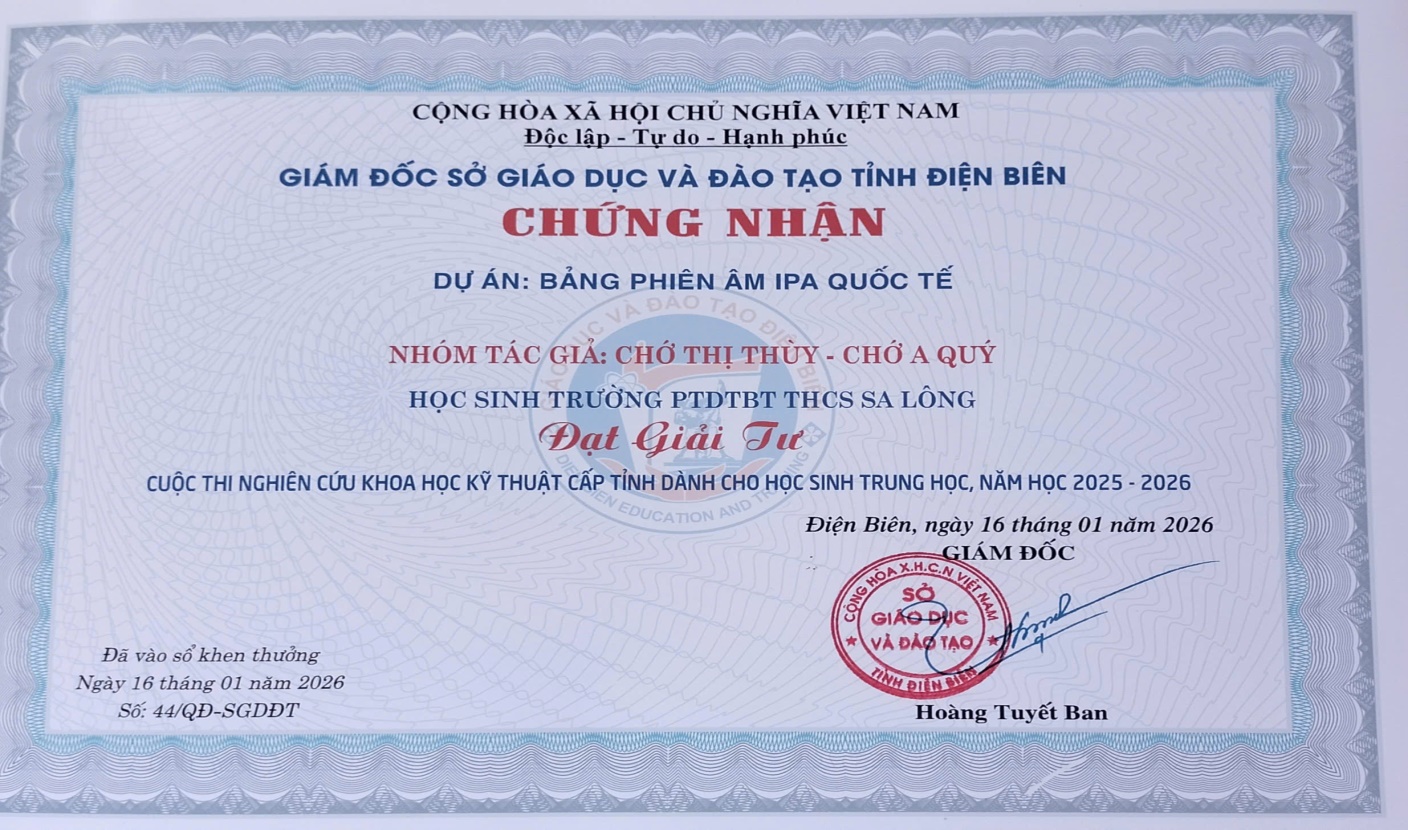 CỘNG HÒA XÃ HỘI CHỦ NGHĨA VIỆT NAM
Độc lập - Tự do - Hạnh phúc
GIÁM ĐỐC SỞ GIÁO DỤC VÀ ĐÀO TẠO TỈNH ĐIỆN BIÊN
CHỨNG NHẬN
DỰ ÁN: BẢNG PHIÊN ÂM IPA QUỐC TẾ
NHÓM TÁC GIẢ: CHỚ THỊ THÙY - CHỚ A QUÝ
HỌC SINH TRƯỜNG PTDTBT THCS SA LÔNG
Đạt Giải Tư
CUỘC THI NGHIÊN CỨU KHOA HỌC KỸ THUẬT CẤP TỈNH DÀNH CHO HỌC SINH TRUNG HỌC, NĂM HỌC 2025 - 2026
Điện Biên, ngày 16 tháng 01 năm 2026
GIÁM ĐỐC
CỘNG HÒA X.H.C.N VIỆT NAM
SỞ
GIÁO DỤC
VÀ ĐÀO TẠO
TỈNH ĐIỆN BIÊN
Hoàng Tuyết Ban
Đã vào sổ khen thưởng
Ngày 16 tháng 01 năm 2026
Số: 44/QĐ-SGDĐT